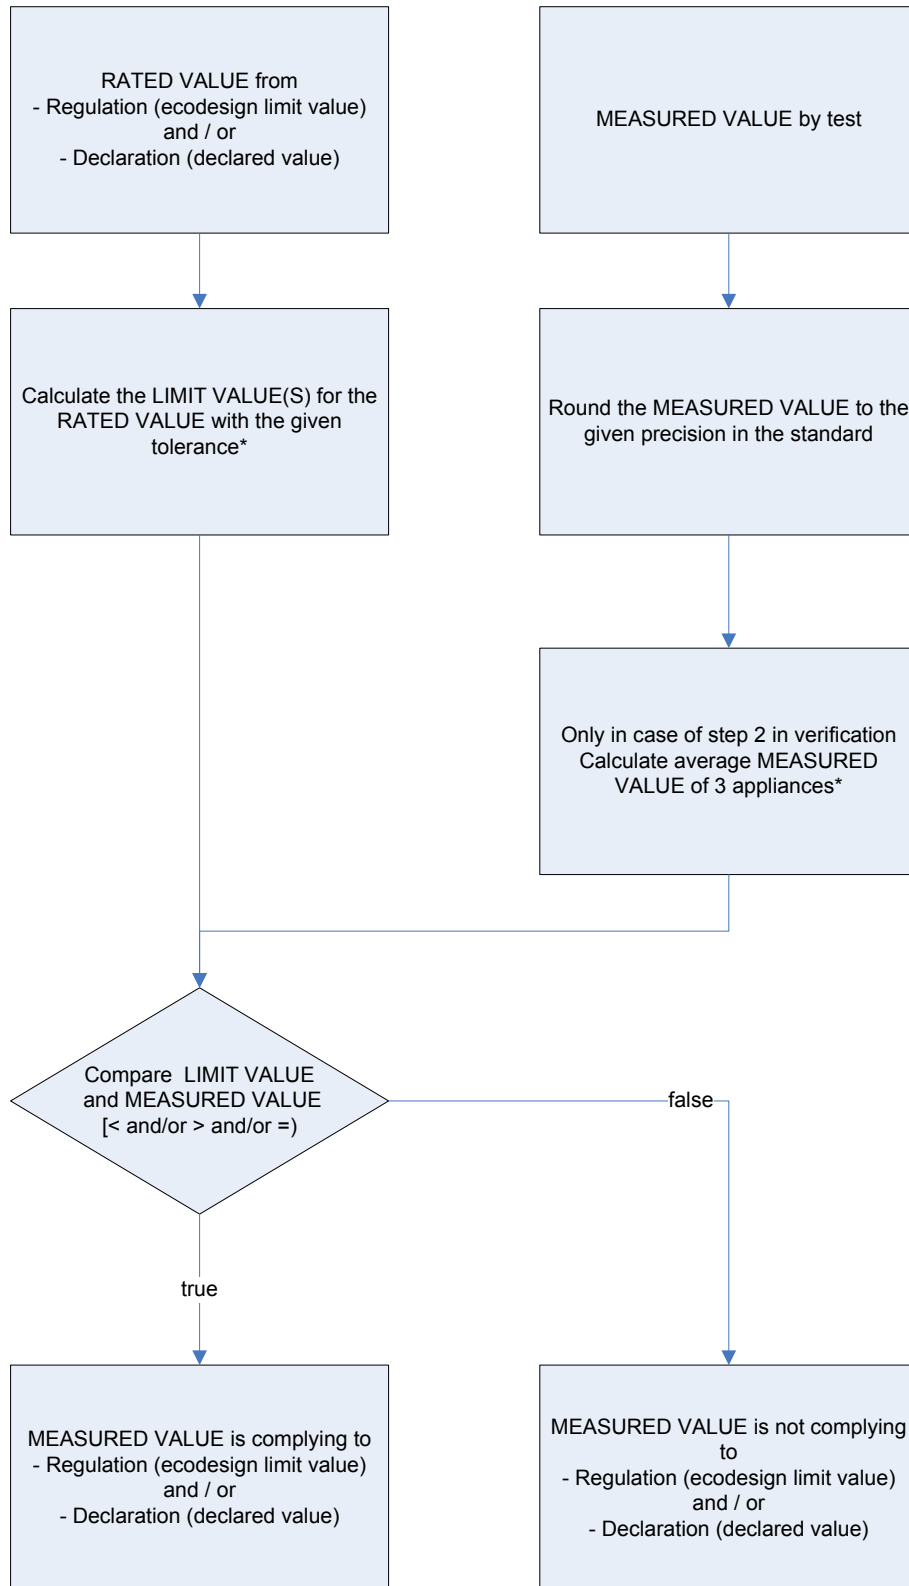 RATED VALUE from
- Regulation (ecodesign limit value)
and / or
- Declaration (declared value)
MEASURED VALUE by test
Calculate the LIMIT VALUE(S) for the
RATED VALUE with the given
tolerance*
Round the MEASURED VALUE to the
given precision in the standard
Only in case of step 2 in verification
Calculate average MEASURED
VALUE of 3 appliances*
Compare  LIMIT VALUE
and MEASURED VALUE
[< and/or > and/or =)
false
true
MEASURED VALUE is complying to
- Regulation (ecodesign limit value)
and / or
- Declaration (declared value)
MEASURED VALUE is not complying
to
- Regulation (ecodesign limit value)
and / or
- Declaration (declared value)